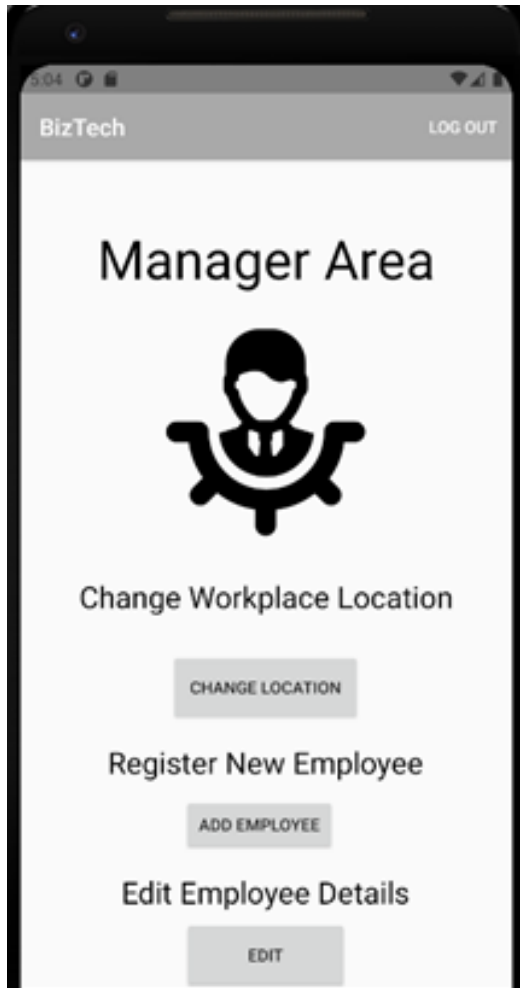 5:04
BizTech LOG OUT
Manager Area
Change Workplace Location
CHANGE LOCATION
Register New Employee
ADD EMPLOYEE
Edit Employee Details
EDIT